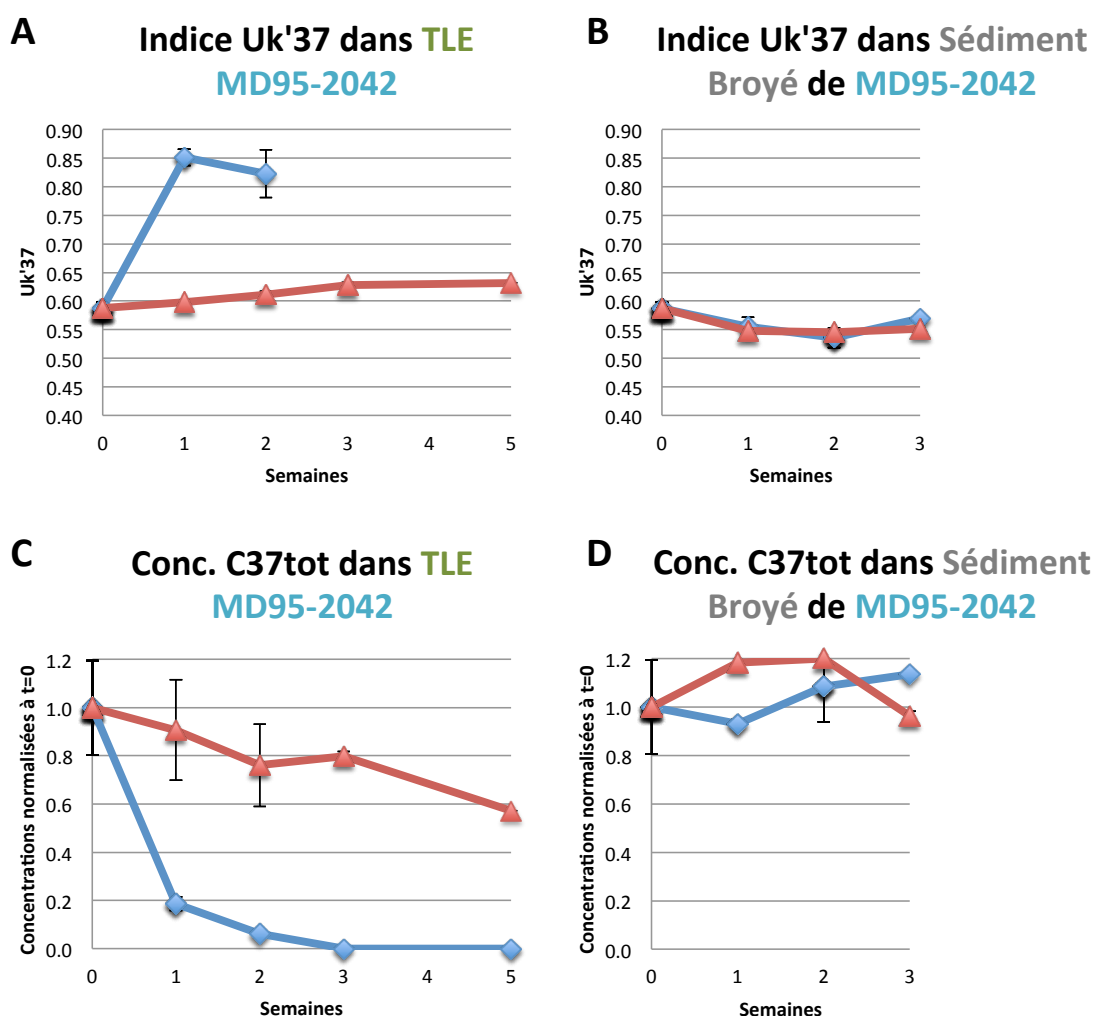 A
Indice Uk'37 dans TLE
MD95-2042
Uk'37
0.90
0.85
0.80
0.75
0.70
0.65
0.60
0.55
0.50
0.45
0.40
0 1 2 3 4 5
Semaines
B
Indice Uk'37 dans Sédiment
Broyé de MD95-2042
Uk'37
0.90
0.85
0.80
0.75
0.70
0.65
0.60
0.55
0.50
0.45
0.40
0 1 2 3
Semaines
C
Conc. C37tot dans TLE
MD95-2042
Concentrations normalisées à t=0
1.2
1.0
0.8
0.6
0.4
0.2
0.0
0 1 2 3 4 5
Semaines
D
Conc. C37tot dans Sédiment
Broyé de MD95-2042
Concentrations normalisées à t=0
1.2
1.0
0.8
0.6
0.4
0.2
0.0
0 1 2 3
Semaines